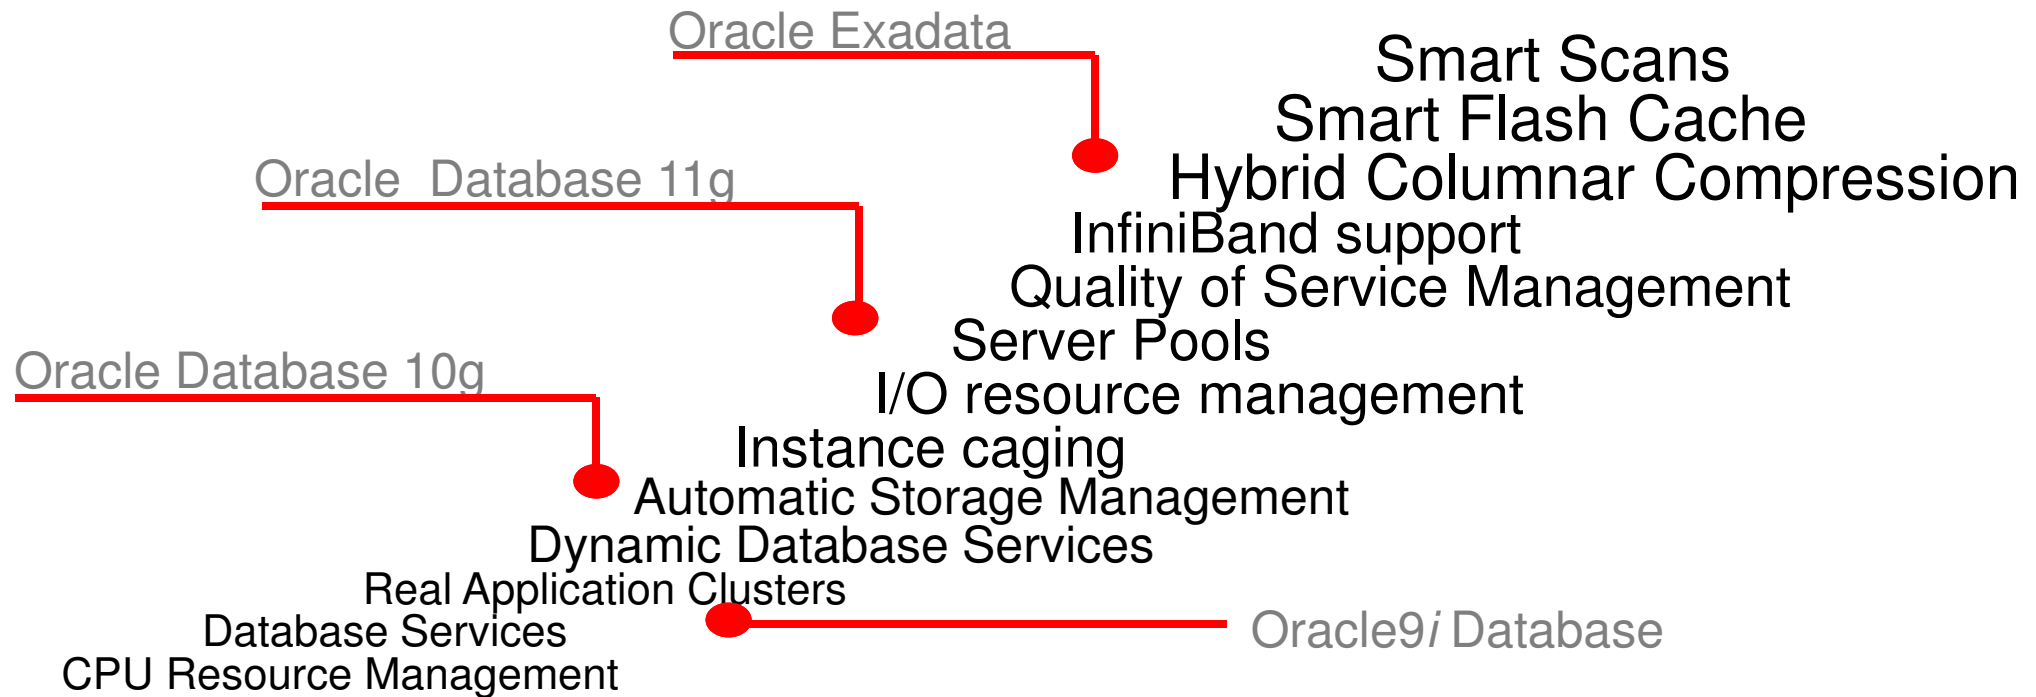 Oracle Exadata
Smart Scans
Smart Flash Cache
Hybrid Columnar Compression
Oracle Database 11g
InfiniBand support
Quality of Service Management
Server Pools
Oracle Database 10g
I/O resource management
Instance caging
Automatic Storage Management
Dynamic Database Services
Real Application Clusters
Database Services
Oracle9i Database
CPU Resource Management